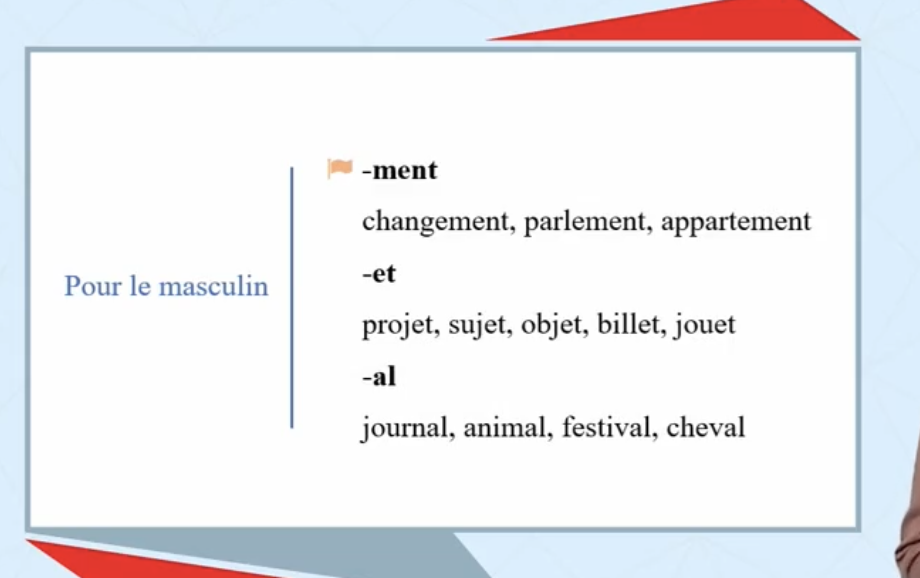 Pour le masculin
-ment
changement, parlement, appartement
-et
projet, sujet, objet, billet, jouet
-al
journal, animal, festival, cheval